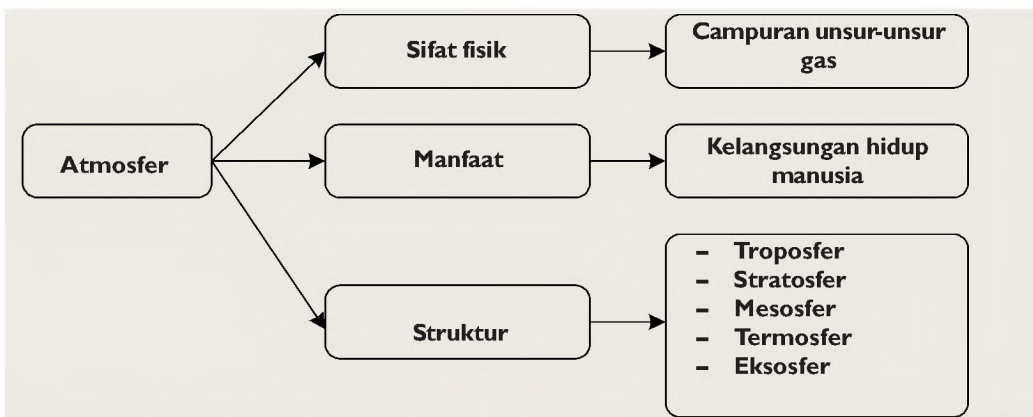 Atmosfer
Sifat fisik
Campuran unsur-unsur
gas
Manfaat
Kelangsungan hidup
manusia
Struktur
– Troposfer
– Stratosfer
– Mesosfer
– Termosfer
– Eksosfer